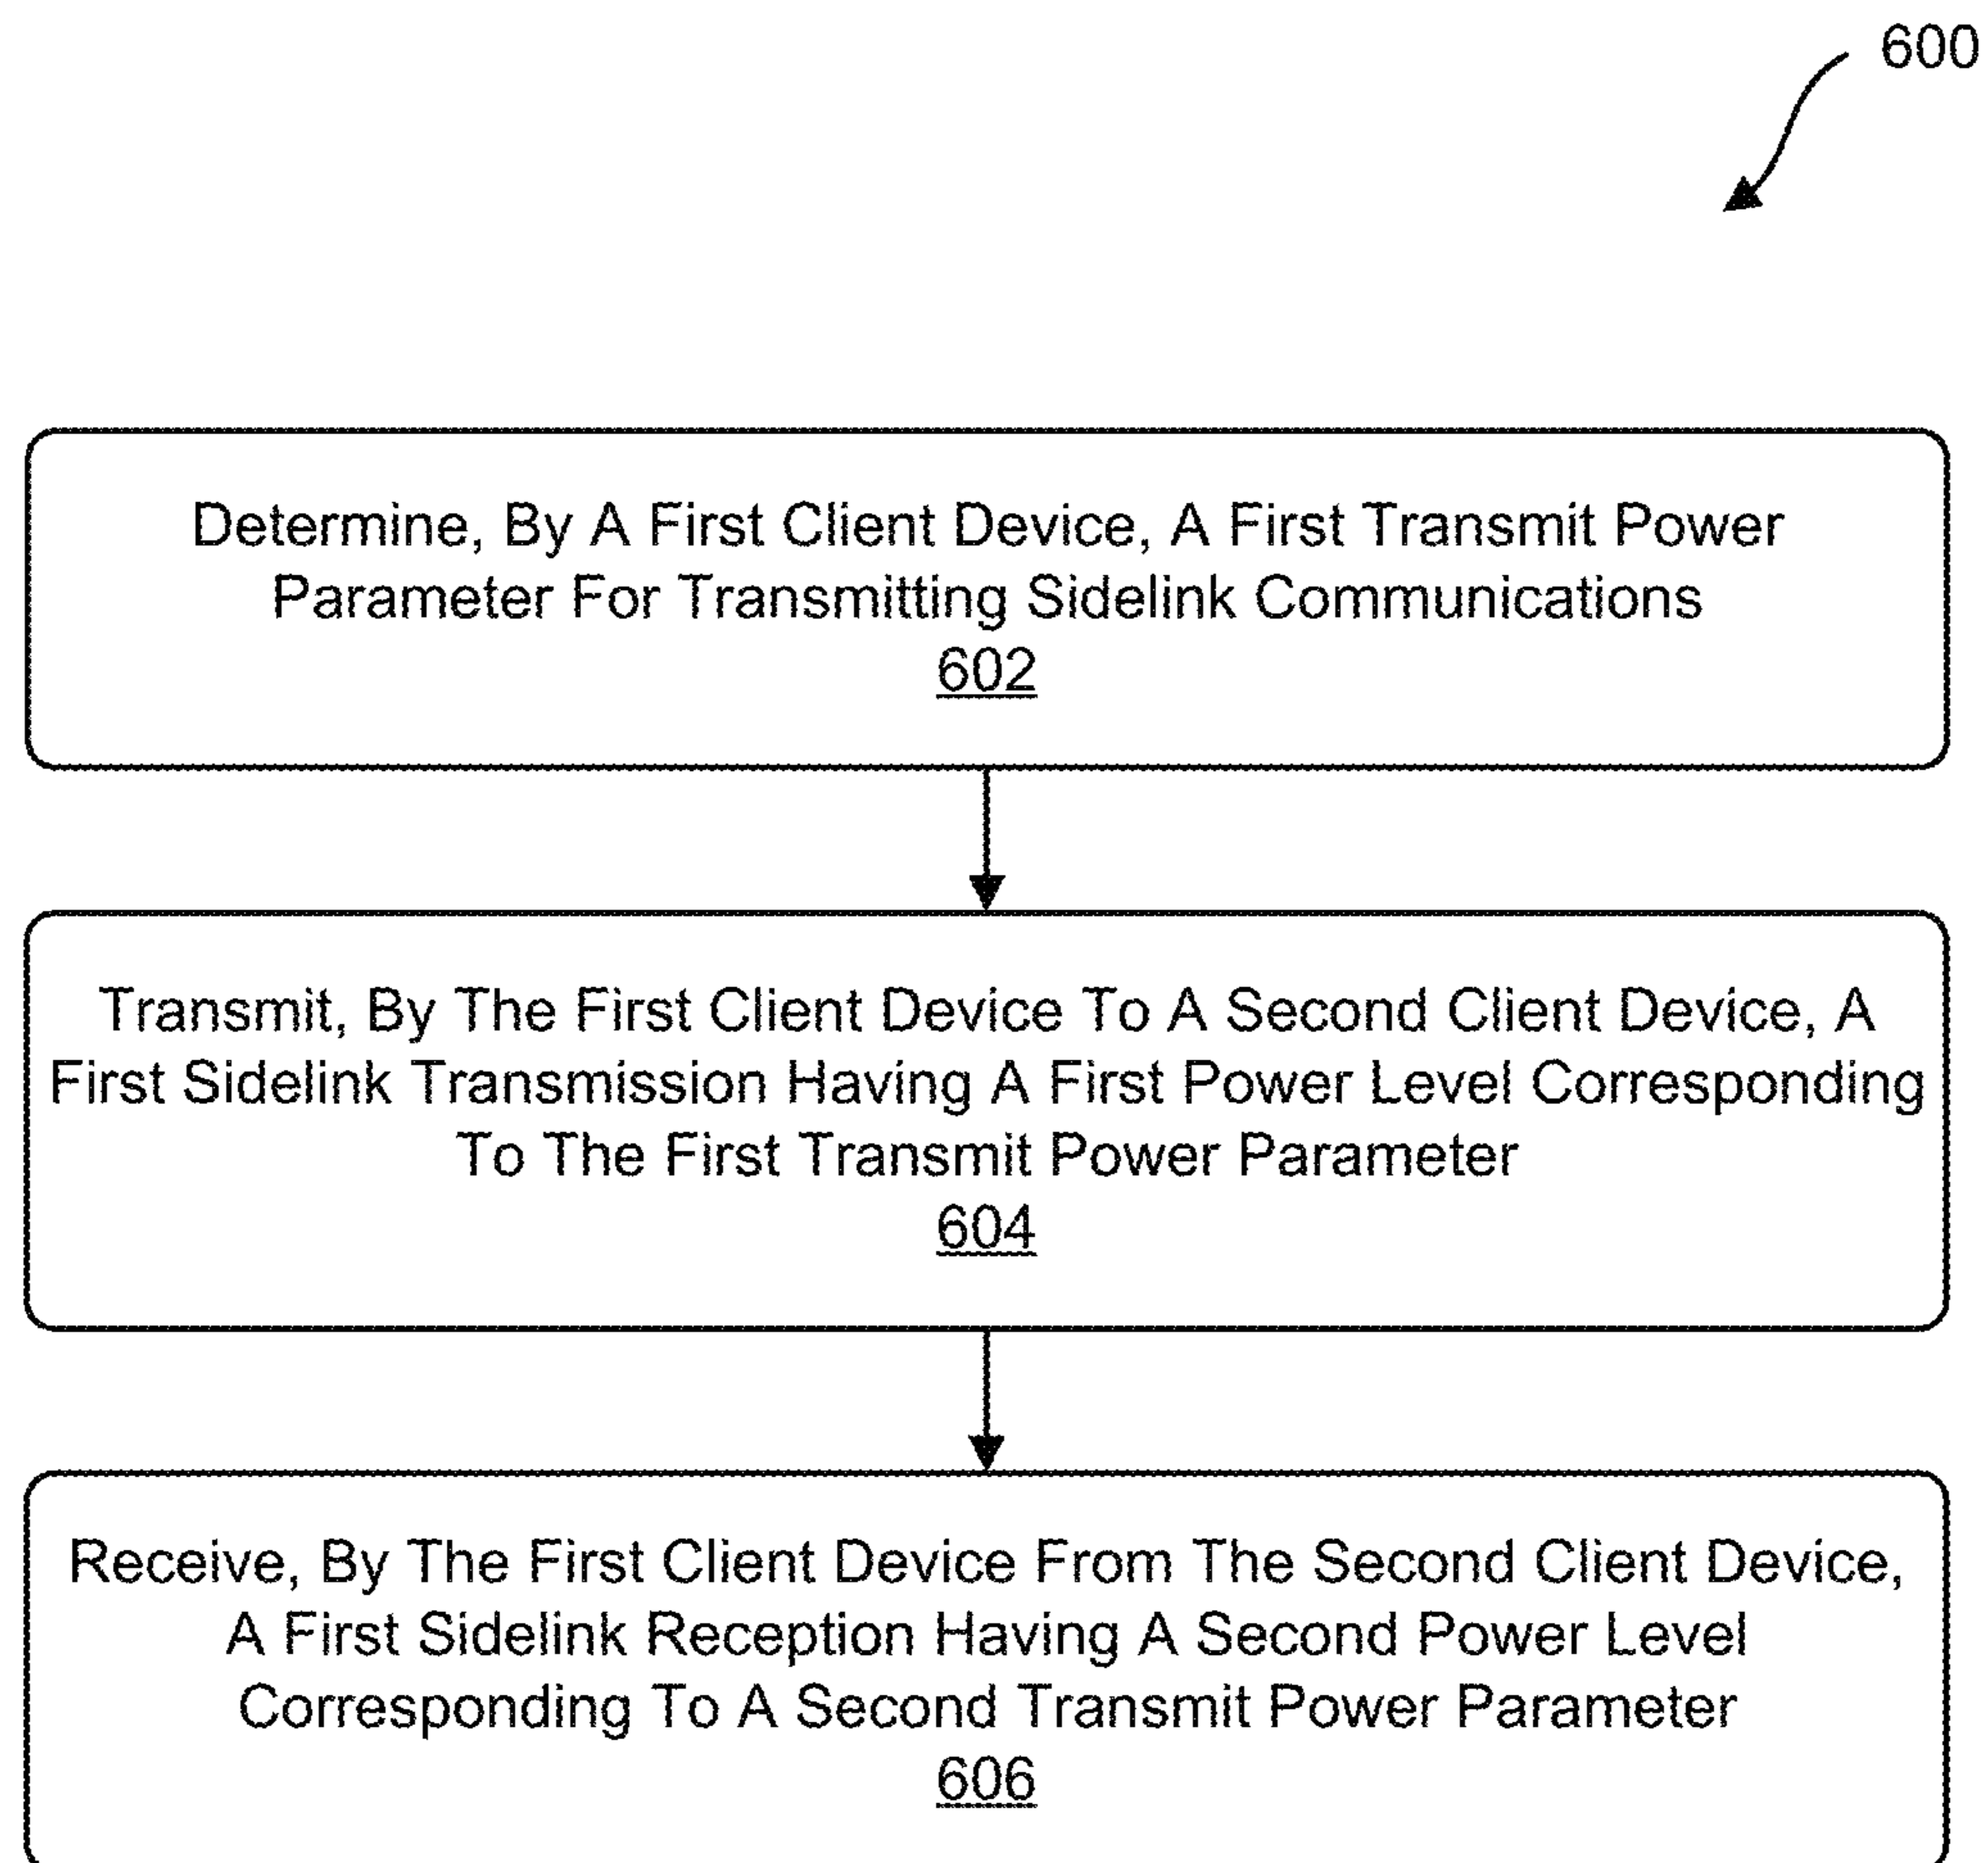 600
Determine, By A First Client Device, A First Transmit Power
Parameter For Transmitting Sidelink Communications
602
Transmit, By The First Client Device To A Second Client Device, A
First Sidelink Transmission Having A First Power Level Corresponding
To The First Transmit Power Parameter
604
Receive, By The First Client Device From The Second Client Device,
A First Sidelink Reception Having A Second Power Level
Corresponding To A Second Transmit Power Parameter
606